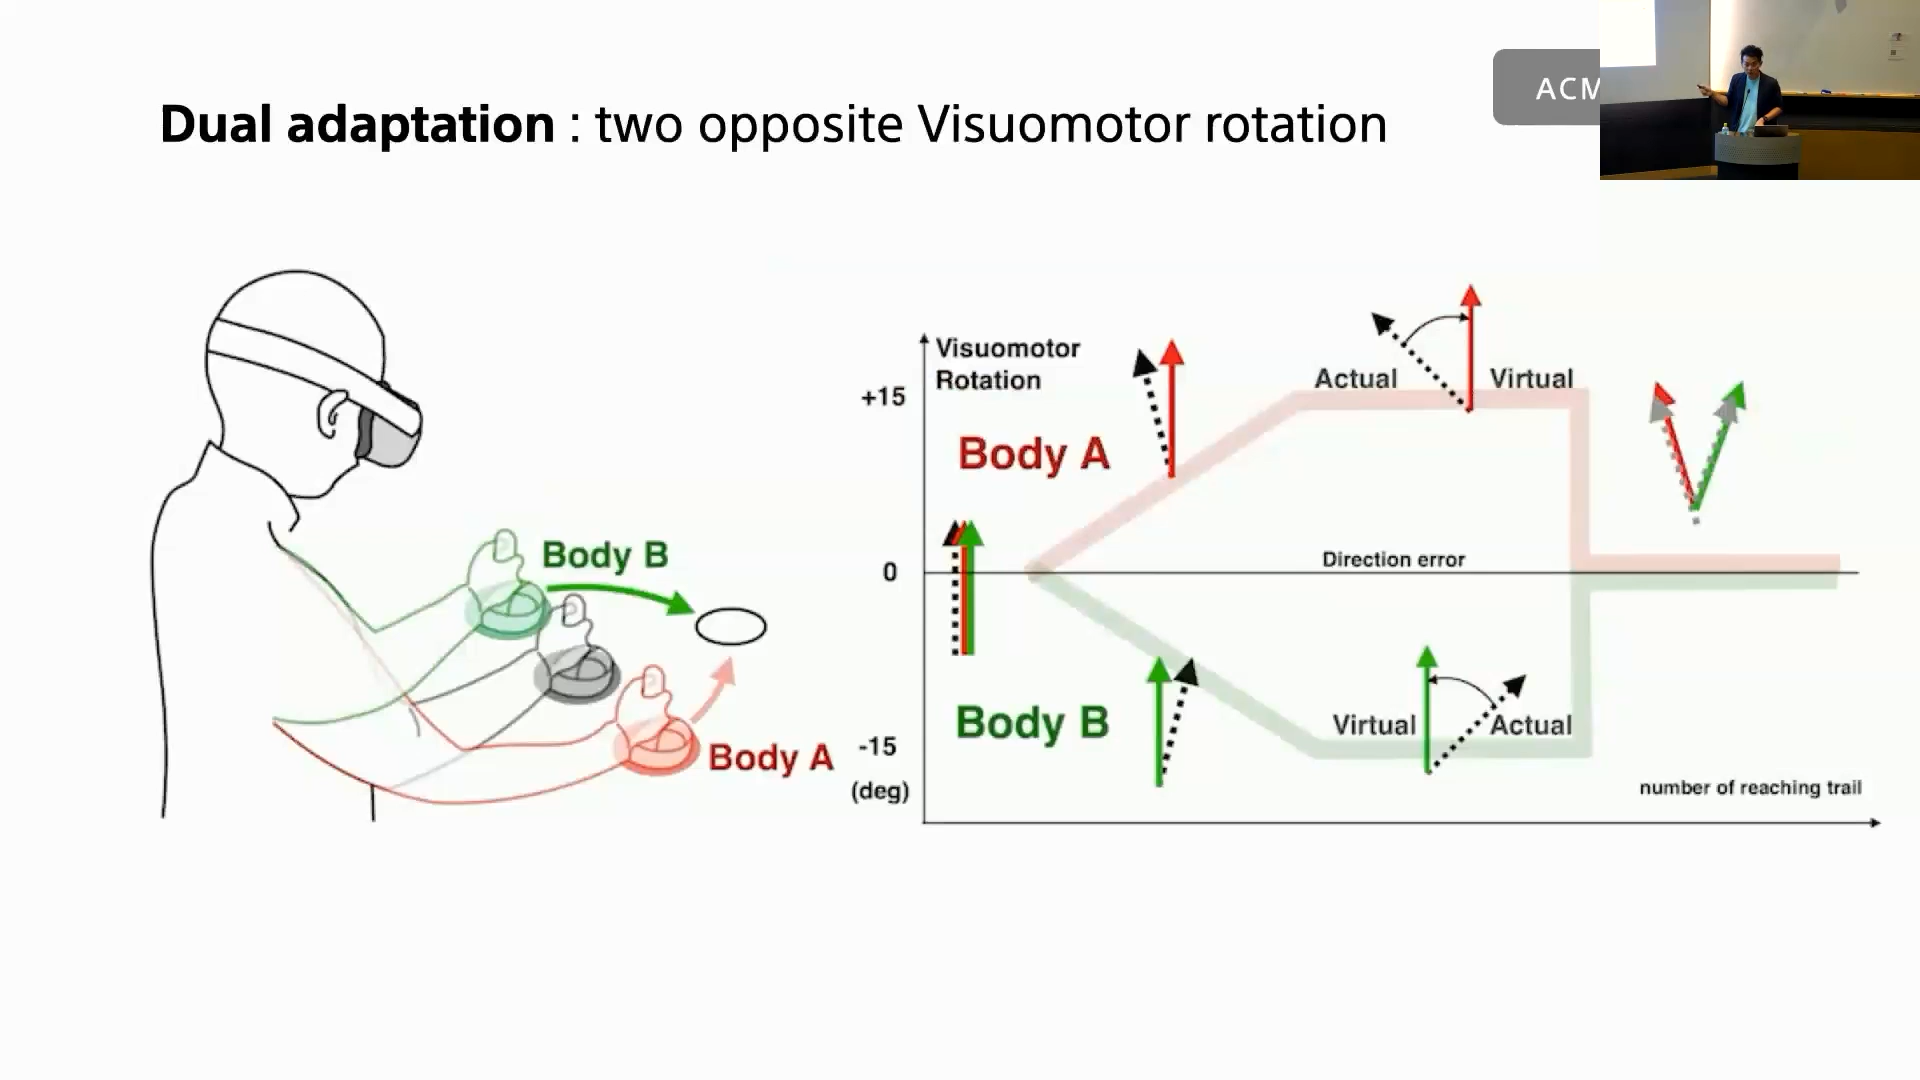 ACM
Dual adaptation : two opposite Visuomotor rotation
Visuomotor
Rotation
+15
Actual
Virtual
Body A
Body B
0
Direction error
Body B
Virtual
Actual
Body A
-15
(deg)
number of reaching trail